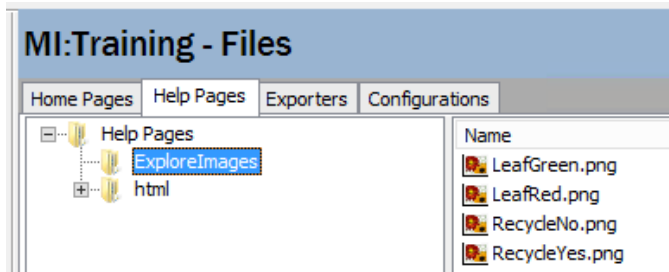 MI:Training - Files
Home Pages Help Pages Exporters Configurations
Help Pages
ExploreImages
html
Name
LeafGreen.png
LeafRed.png
RecycleNo.png
RecycleYes.png